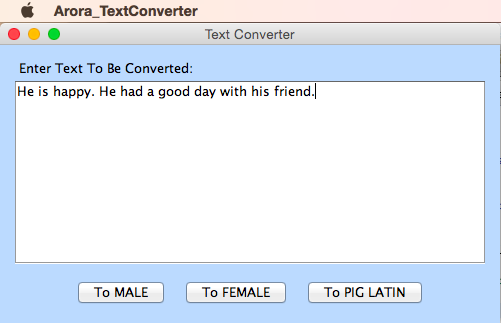 Arora_TextConverter
Text Converter
Enter Text To Be Converted:
He is happy. He had a good day with his friend.
To MALE To FEMALE To PIG LATIN